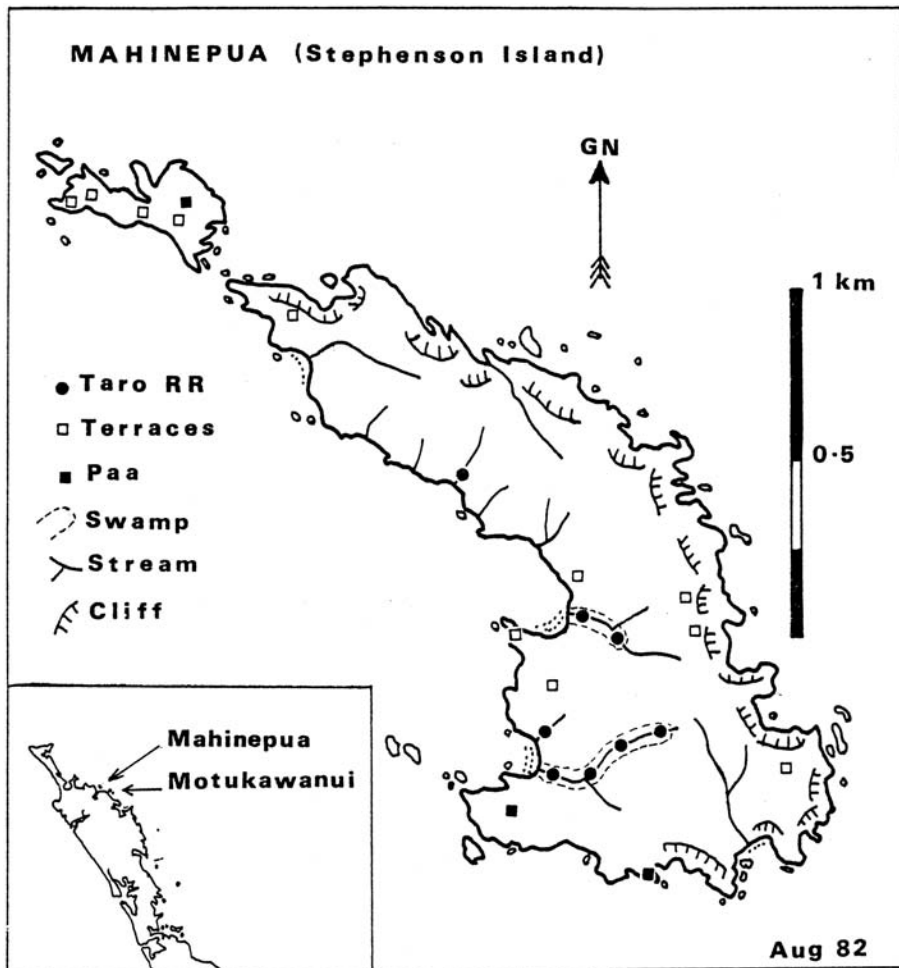 MAHINEPUA (Stephenson Island)
GN
1 km
0·5
Taro RR
Terraces
Paa
Swamp
Stream
Cliff
Mahinepua
Motukawanui
Aug 82